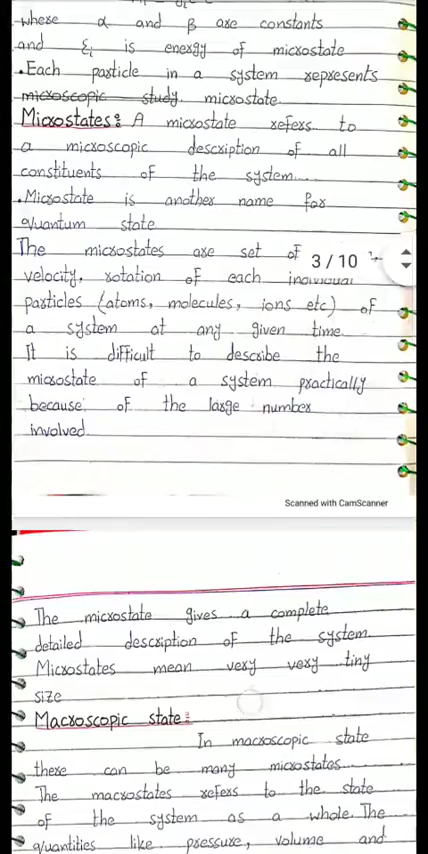 where α and β are constants
and Ɛi is energy of microstate
.Each particle in a system represents
microscopic study. microstate.
Microstates: A microstate refers to
a microscopic description of all
constituents of the system...
.Microstate is another name for
quantum state
The microstates are set of
3 / 10
velocity, rotation of each individual
particles (atoms, molecules, ions etc) of
a system at any given time.
It is difficult to describe the
microstate of a system practically
because of the large number
involved.
Scanned with CamScanner
The microstate gives a complete
detailed description of the system.
Microstates mean very very tiny
size
Macroscopic state:
In macroscopic state
there can be many microstates..
The macrostates refers to the state
of the system as a whole. The
quantities like pressure, volume and